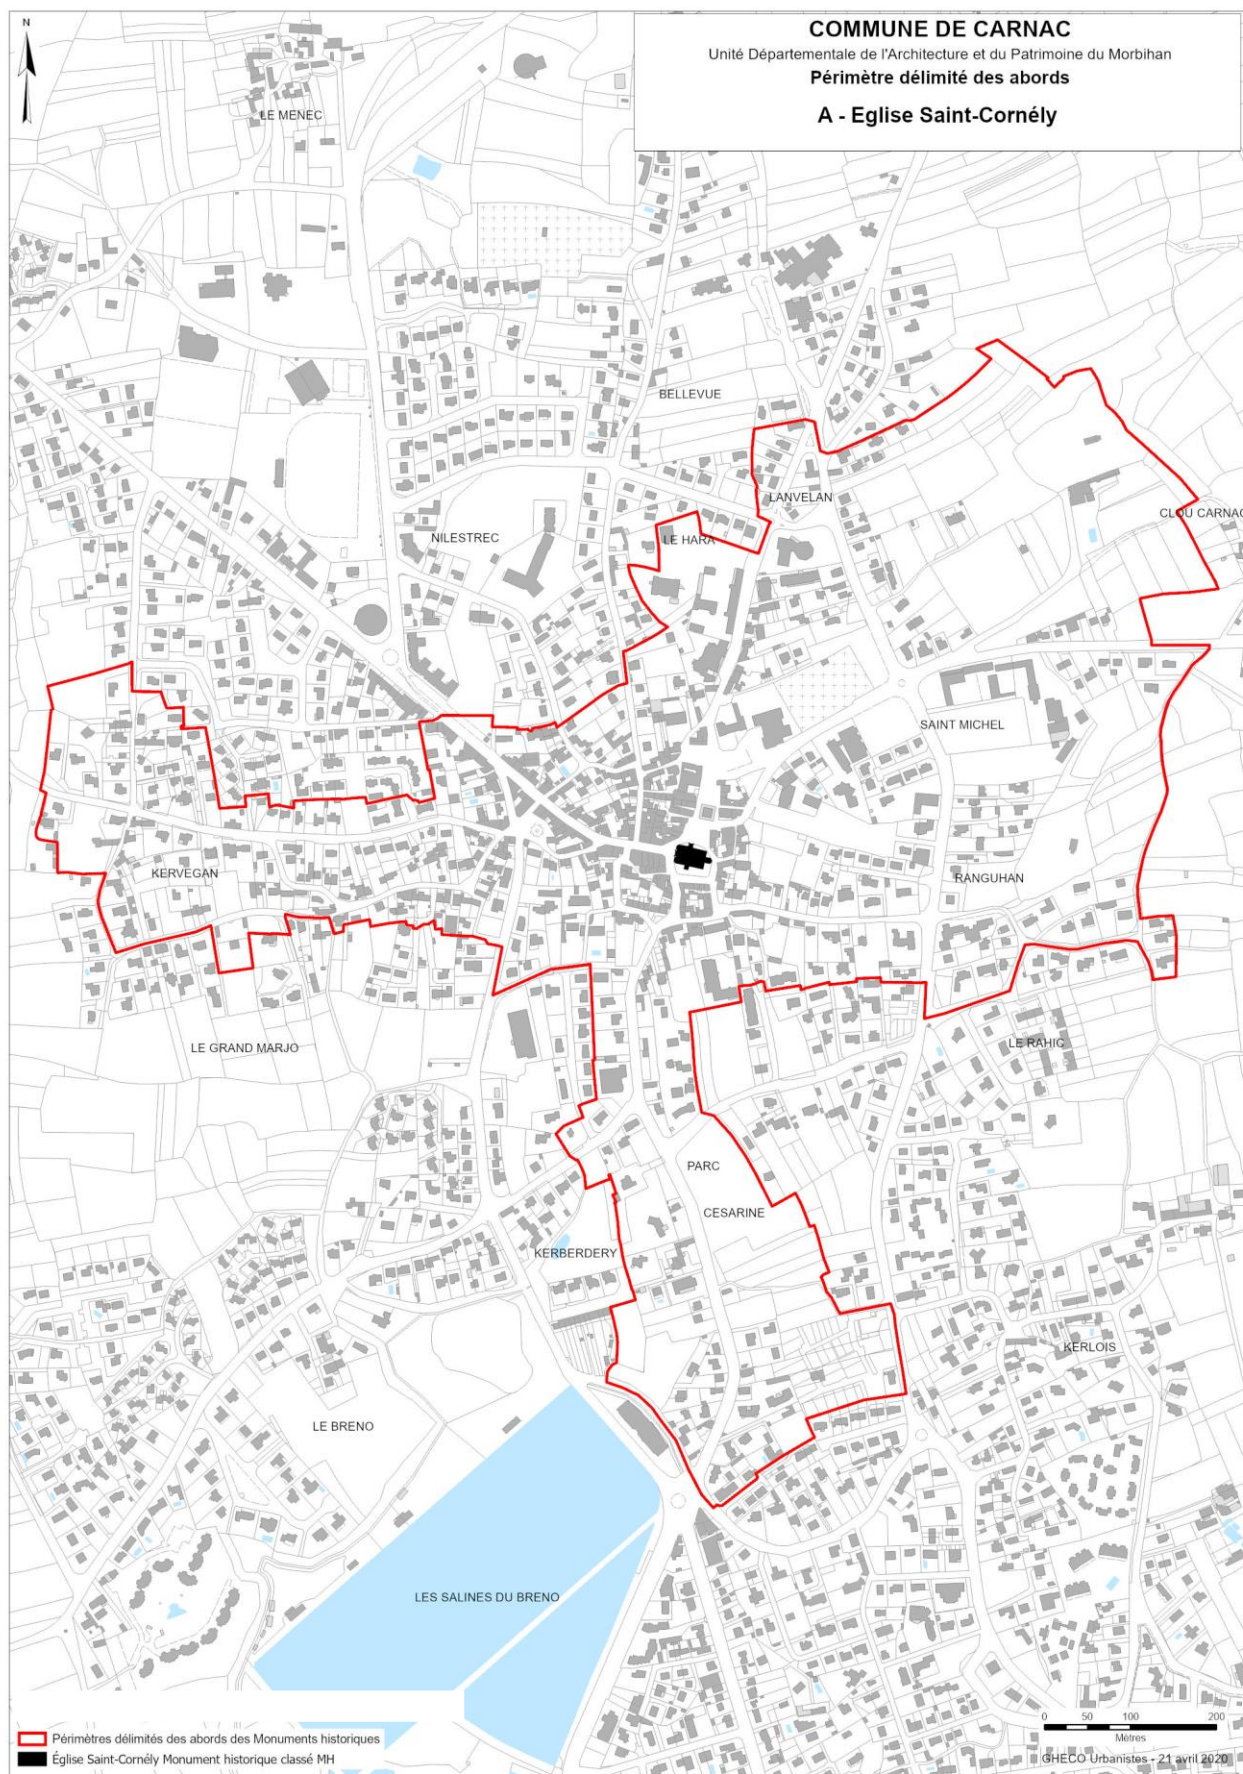 COMMUNE DE CARNAC
Unité Départementale de l'Architecture et du Patrimoine du Morbihan
Périmètre délimité des abords
A - Eglise Saint-Cornély
N
LE MENEC
BELLEVUE
LANVELAN
CLOU CARNAC
NILESTREC
LE HARA
SAINT MICHEL
KERVEGAN
RANGUHAN
LE GRAND MARJO
LE RAHIC
PARC
CESARINE
KERBERDERY
KERLOIS
LE BRENO
LES SALINES DU BRENO
Périmètres délimités des abords des Monuments historiques
Église Saint-Cornély Monument historique classé MH
0 50 100 200
Mètres
GHECO Urbanistes - 21 avril 2020